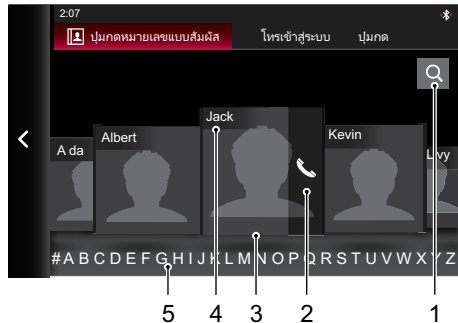 2:07
ปุ่มกดหมายเลขแบบสัมผัส โทรเข้าสู่ระบบ ปุ่มกด
Jack
Albert Kevin
A da Livy
#ABCDEFGHIJKLMNOPQRSTUVWXYZ
5 4 3 2 1